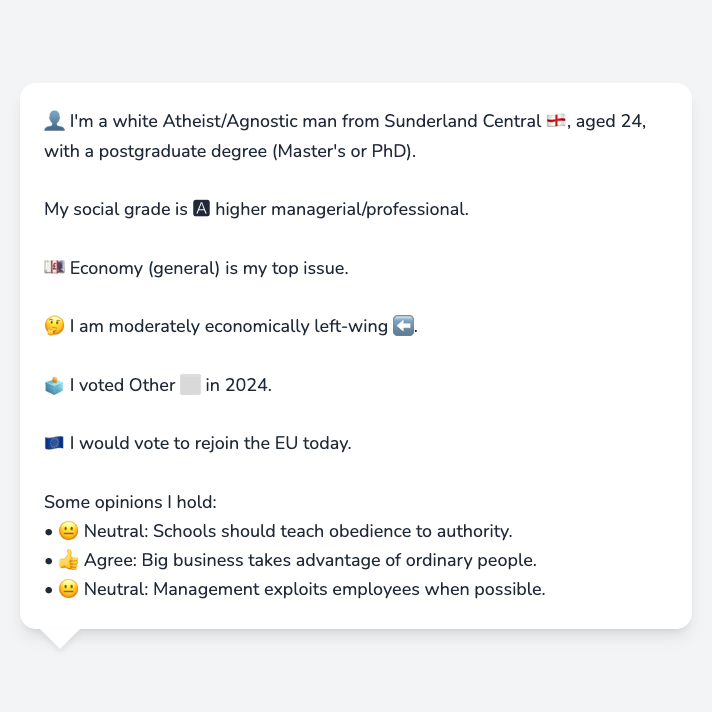 👤 I'm a white Atheist/Agnostic man from Sunderland Central 🏴󠁧󠁢󠁥󠁮󠁧󠁿, aged 24,
with a postgraduate degree (Master's or PhD).
My social grade is 🅰 higher managerial/professional.
💷 Economy (general) is my top issue.
🤔 I am moderately economically left-wing ⬅️.
🗳️ I voted Other ⬜ in 2024.
🇪🇺 I would vote to rejoin the EU today.
Some opinions I hold:
• 😐 Neutral: Schools should teach obedience to authority.
• 👍 Agree: Big business takes advantage of ordinary people.
• 😐 Neutral: Management exploits employees when possible.